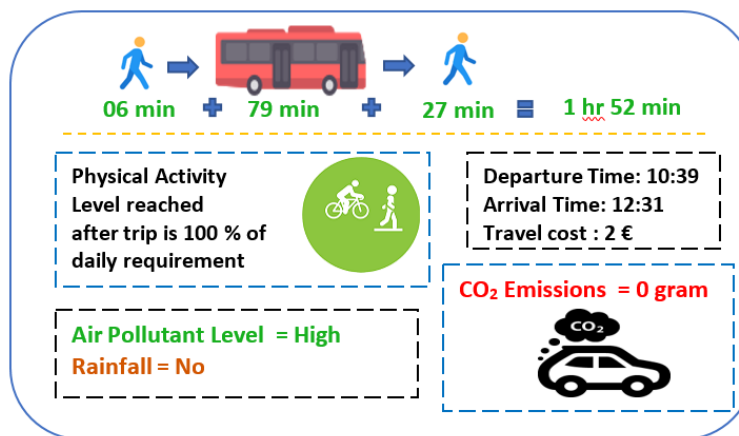 06 min + 79 min + 27 min = 1 hr 52 min
Physical Activity
Level reached
after trip is 100 % of
daily requirement
Departure Time: 10:39
Arrival Time: 12:31
Travel cost : 2 €
CO₂ Emissions = 0 gram
CO₂
Air Pollutant Level = High
Rainfall = No